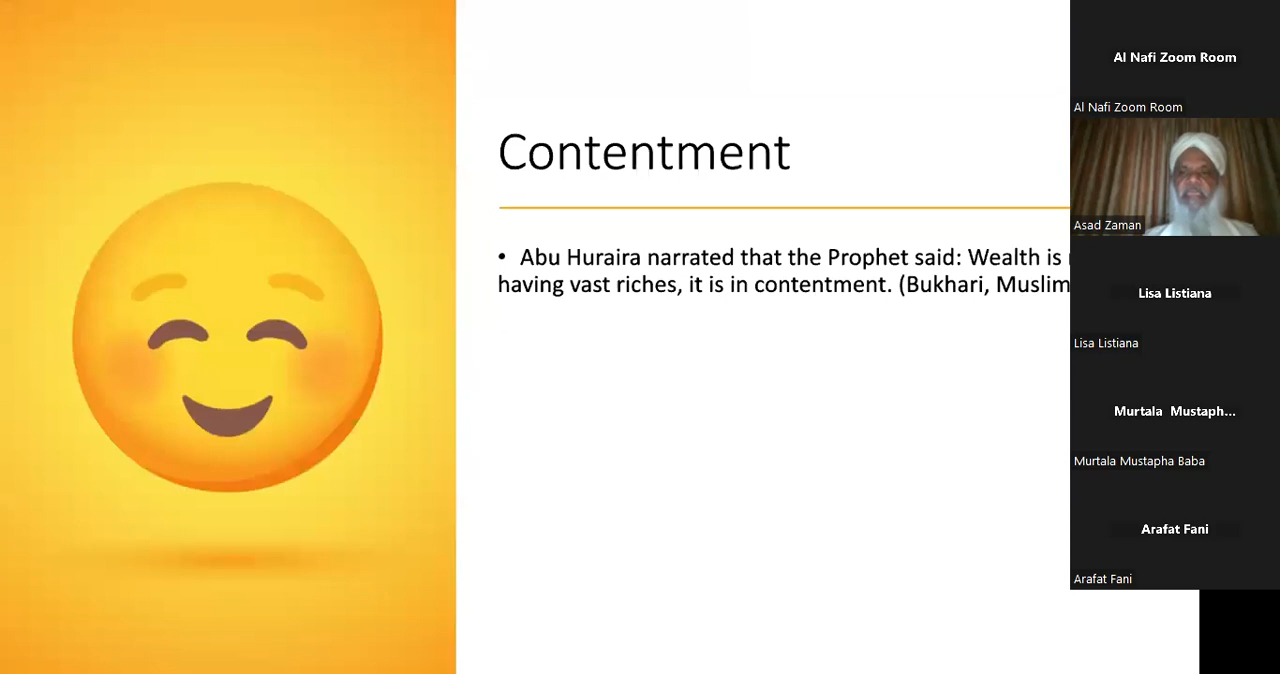 Contentment
• Abu Huraira narrated that the Prophet said: Wealth is
having vast riches, it is in contentment. (Bukhari, Muslim
Al Nafi Zoom Room
Al Nafi Zoom Room
Asad Zaman
Lisa Listiana
Lisa Listiana
Murtala Mustaph...
Murtala Mustapha Baba
Arafat Fani
Arafat Fani